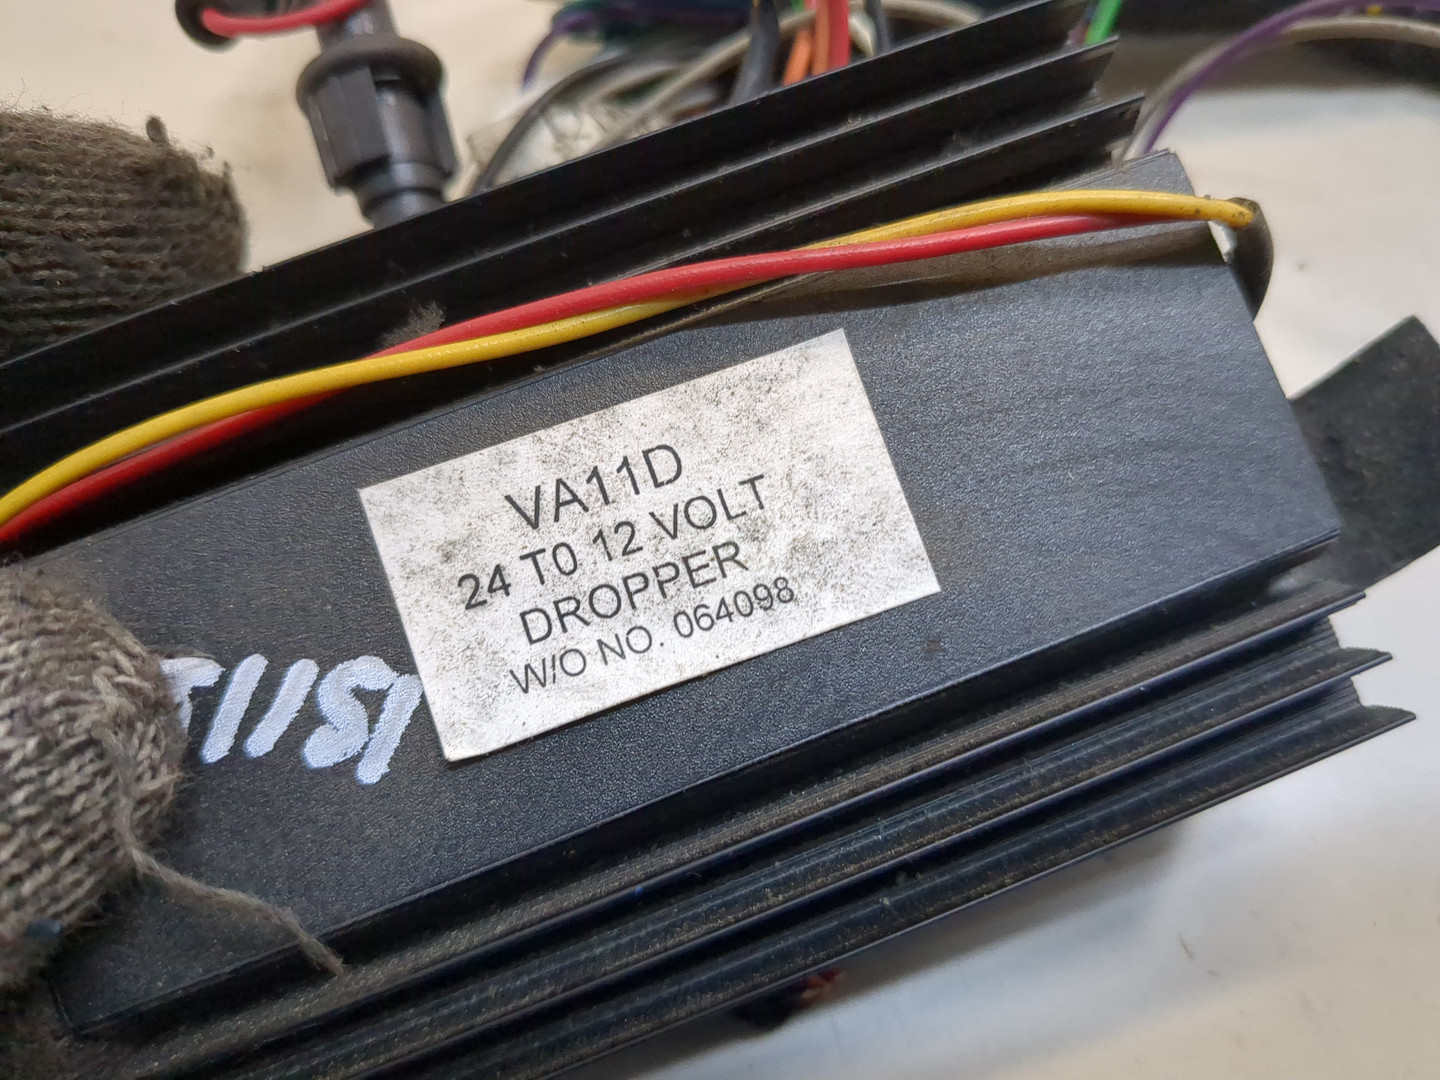 VA11D
24 T0 12 VOLT
DROPPER
W/O NO. 064098